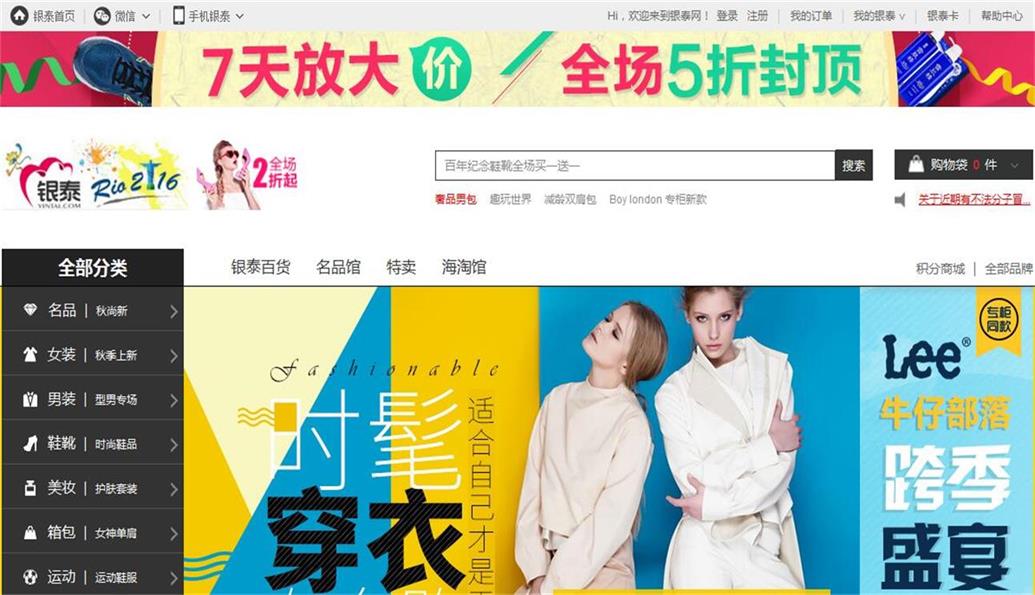 银泰首页 微信 手机银泰 Hi，欢迎来到银泰网！ 登录 注册 我的订单 我的银泰 银泰卡 帮助中心
7天放大价 全场5折封顶
银泰
YINTAI.COM
Rio 2016
全场
2折起
百年纪念鞋靴全场买一送一 搜索
购物袋 0 件
奢品男包 趣玩世界 减龄双肩包 Boy london 专柜新款
关于近期有不法分子冒...
全部分类 银泰百货 名品馆 特卖 海淘馆 积分商城 | 全部品牌
名品 | 秋尚新
女装 | 秋季上新
男装 | 型男专场
鞋靴 | 时尚鞋品
美妆 | 护肤套装
箱包 | 女神单肩
运动 | 运动鞋服
Fashionable
时髦
穿衣
适合自己才是
专柜
同款
Lee®
牛仔部落
跨季
盛宴